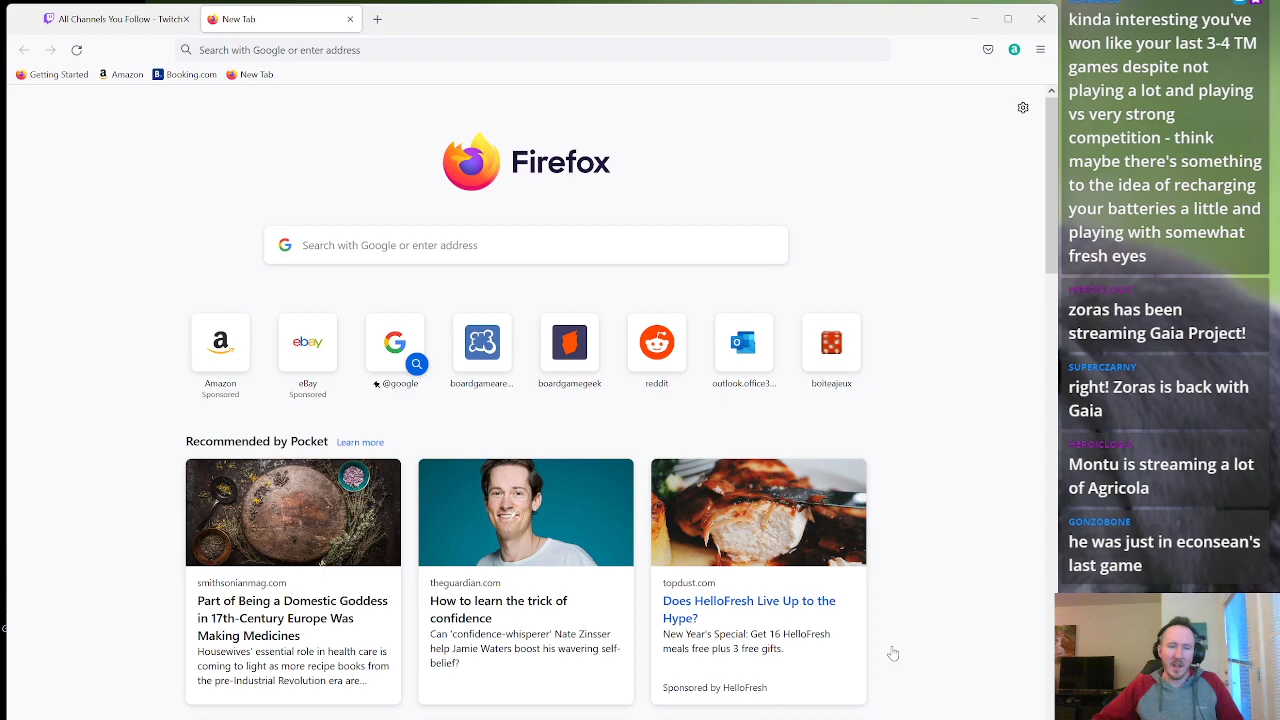 All Channels You Follow - Twitch
New Tab
Search with Google or enter address
Getting Started
Amazon
Booking.com
New Tab
Firefox
Search with Google or enter address
Amazon
Sponsored
eBay
Sponsored
@google
boardgameare...
boardgamegeek
reddit
outlook.office3...
boiteajeux
Recommended by Pocket
Learn more
smithsonianmag.com
Part of Being a Domestic Goddess
in 17th-Century Europe Was
Making Medicines
Housewives' essential role in healthcare is
coming to light as more recipe books from
the pre-Industrial Revolution era are...
theguardian.com
How to learn the trick of
confidence
Can 'confidence-whisperer' Nate Zinsser
help Jamie Waters boost his wavering self-
belief?
topdust.com
Does HelloFresh Live Up to the
Hype?
New Year's Special: Get 16 HelloFresh
meals free plus 3 free gifts.
Sponsored by HelloFresh
kinda interesting you've
won like your last 3-4 TM
games despite not
playing a lot and playing
vs very strong
competition - think
maybe there's something
to the idea of recharging
your batteries a little and
playing with somewhat
fresh eyes
zoras has been
streaming Gaia Project!
SUPERCZARNY
right! Zoras is back with
Gaia
Montu is streaming a lot
of Agricola
GONZOBONE
he was just in econsean's
last game